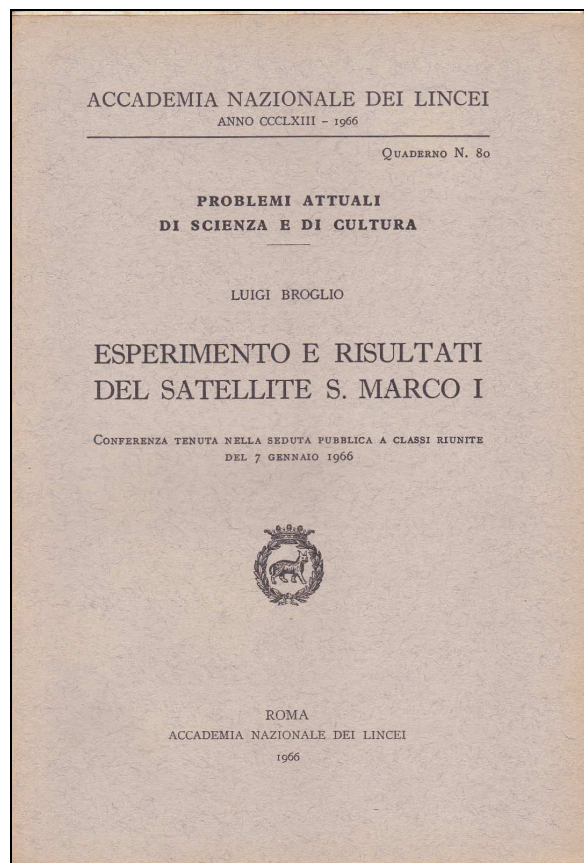 ACCADEMIA NAZIONALE DEI LINCEI
ANNO CCCLXIII – 1966
QUADERNO N. 80
PROBLEMI ATTUALI
DI SCIENZA E DI CULTURA
LUIGI BROGLIO
ESPERIMENTO E RISULTATI
DEL SATELLITE S. MARCO I
CONFERENZA TENUTA NELLA SEDUTA PUBBLICA A CLASSI RIUNITE
DEL 7 GENNAIO 1966
ROMA
ACCADEMIA NAZIONALE DEI LINCEI
1966